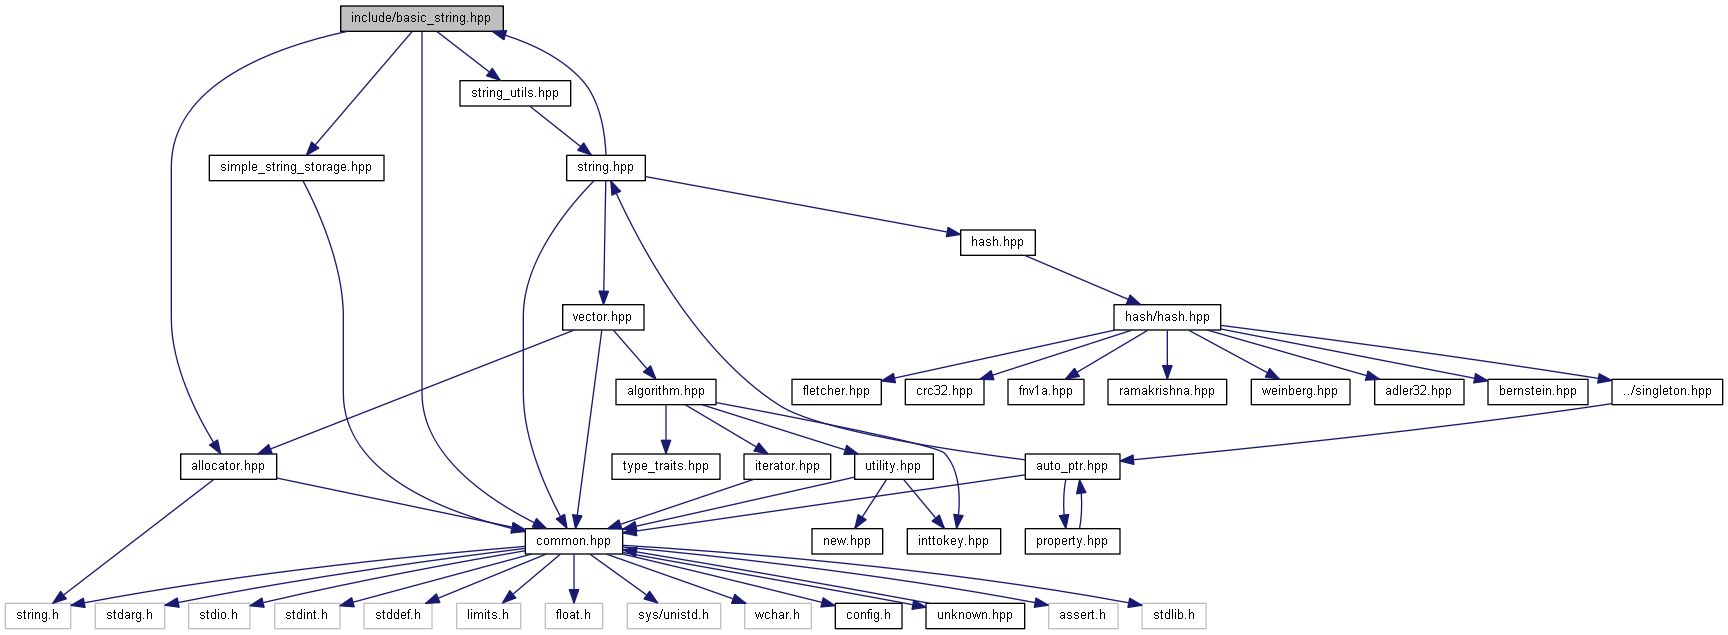 include/basic_string.hpp
string_utils.hpp
simple_string_storage.hpp
string.hpp
hash.hpp
vector.hpp
hash/hash.hpp
algorithm.hpp
fletcher.hpp
crc32.hpp
fnv1a.hpp
ramakrishna.hpp
weinberg.hpp
adler32.hpp
bernstein.hpp
../singleton.hpp
allocator.hpp
type_traits.hpp
iterator.hpp
utility.hpp
auto_ptr.hpp
common.hpp
new.hpp
inttokey.hpp
property.hpp
string.h
stdarg.h
stdio.h
stdint.h
stddef.h
limits.h
float.h
sys/unistd.h
wchar.h
config.h
unknown.hpp
assert.h
stdlib.h